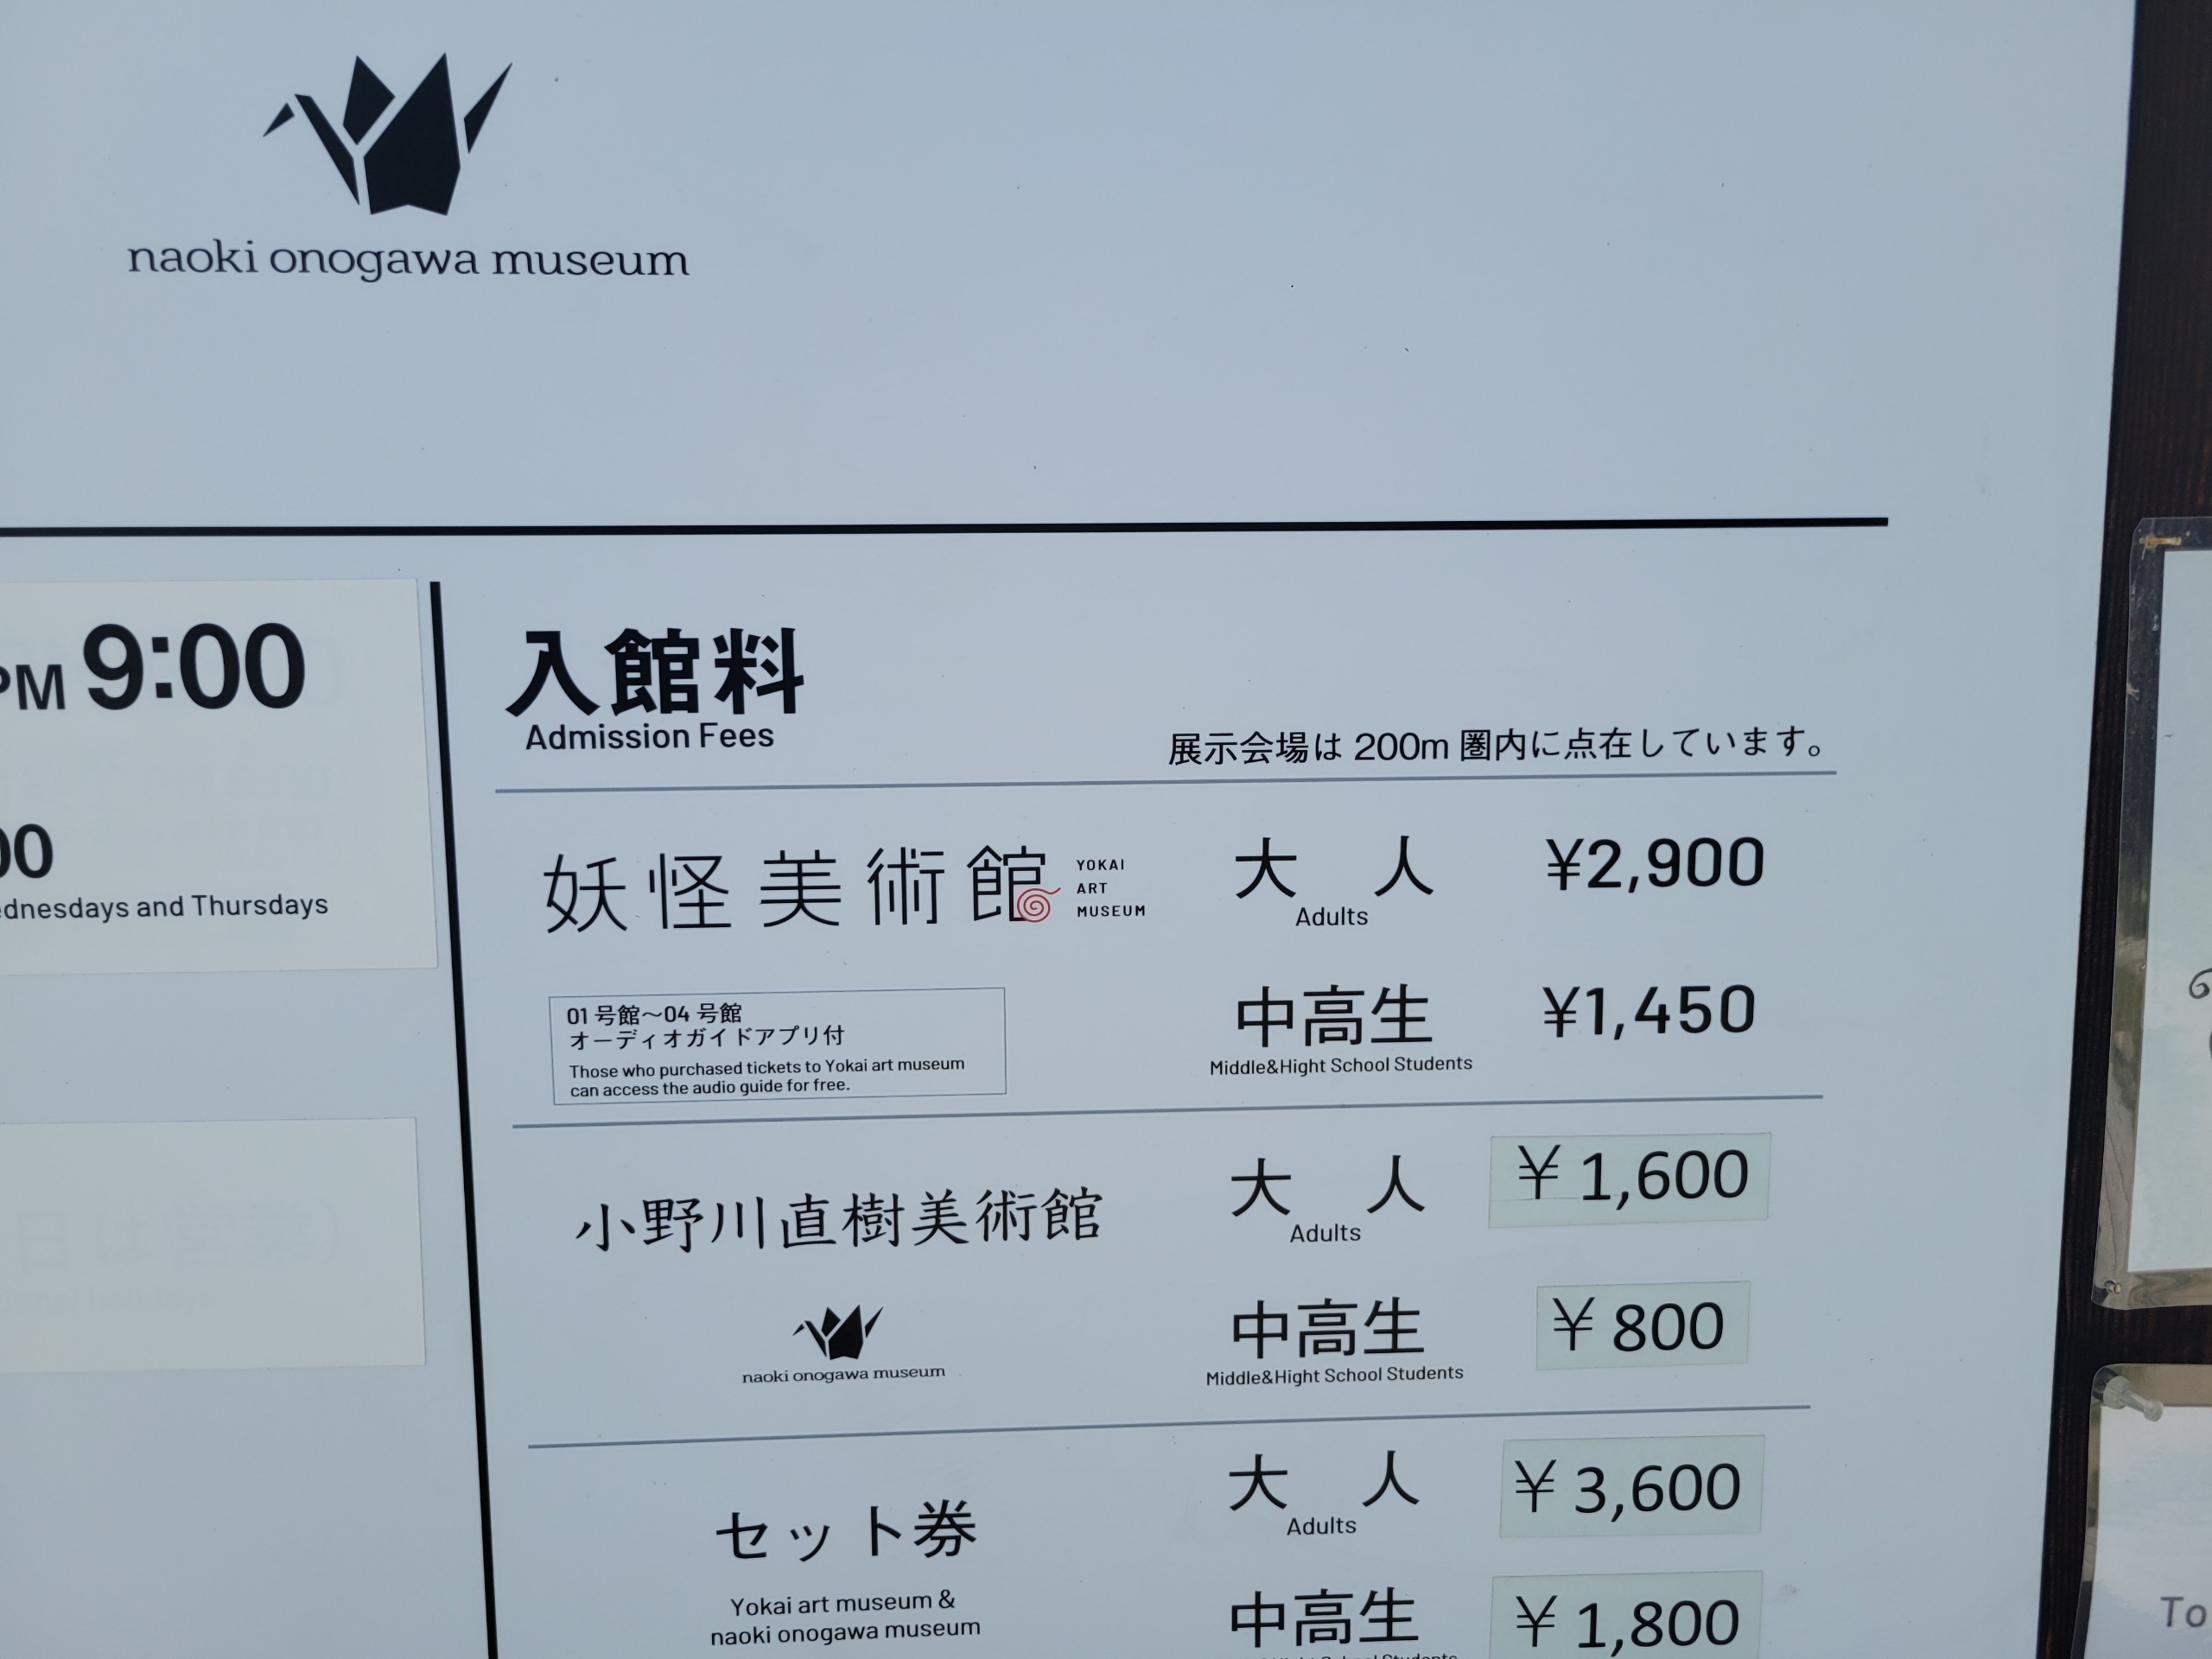 naoki onogawa museum
PM 9:00
00
Wednesdays and Thursdays
入館料
Admission Fees
展示会場は 200m 圏内に点在しています。
妖怪美術館 YOKAI ART MUSEUM
大 人 ¥2,900
Adults
中高生 ¥1,450
Middle&Hight School Students
01 号館～04 号館
オーディオガイドアプリ付
Those who purchased tickets to Yokai art museum
can access the audio guide for free.
小野川直樹美術館
naoki onogawa museum
大 人 ¥1,600
Adults
中高生 ¥800
Middle&Hight School Students
セット券
Yokai art museum &
naoki onogawa museum
大 人 ¥3,600
Adults
中高生 ¥1,800
To